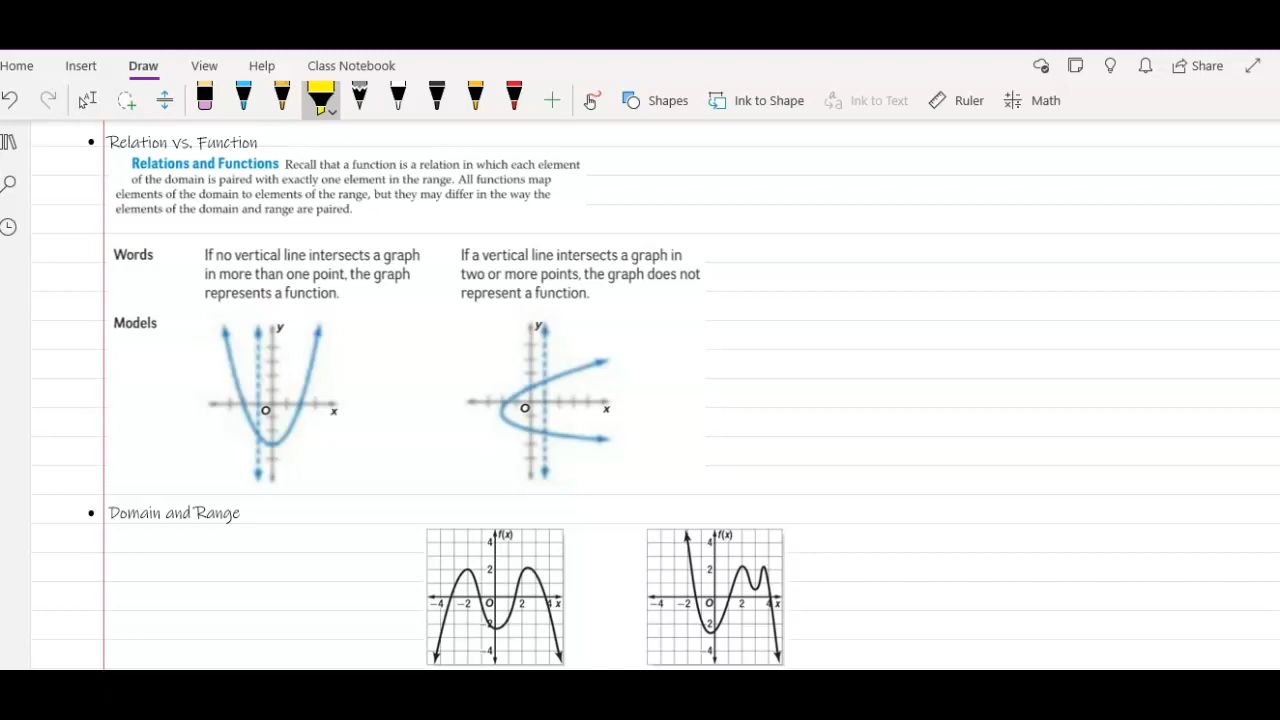 Home Insert Draw View Help Class Notebook Share
Shapes Ink to Shape Ink to Text Ruler Math
• Relation vs. Function
Relations and Functions Recall that a function is a relation in which each element
of the domain is paired with exactly one element in the range. All functions map
elements of the domain to elements of the range, but they may differ in the way the
elements of the domain and range are paired.
Words
If no vertical line intersects a graph
in more than one point, the graph
represents a function.
If a vertical line intersects a graph in
two or more points, the graph does not
represent a function.
Models
y
O
x
y
O
x
• Domain and Range
f(x)
4
2
-4 -2 O 2 4 x
-2
-4
f(x)
4
2
-4 -2 O 2 4 x
-2
-4